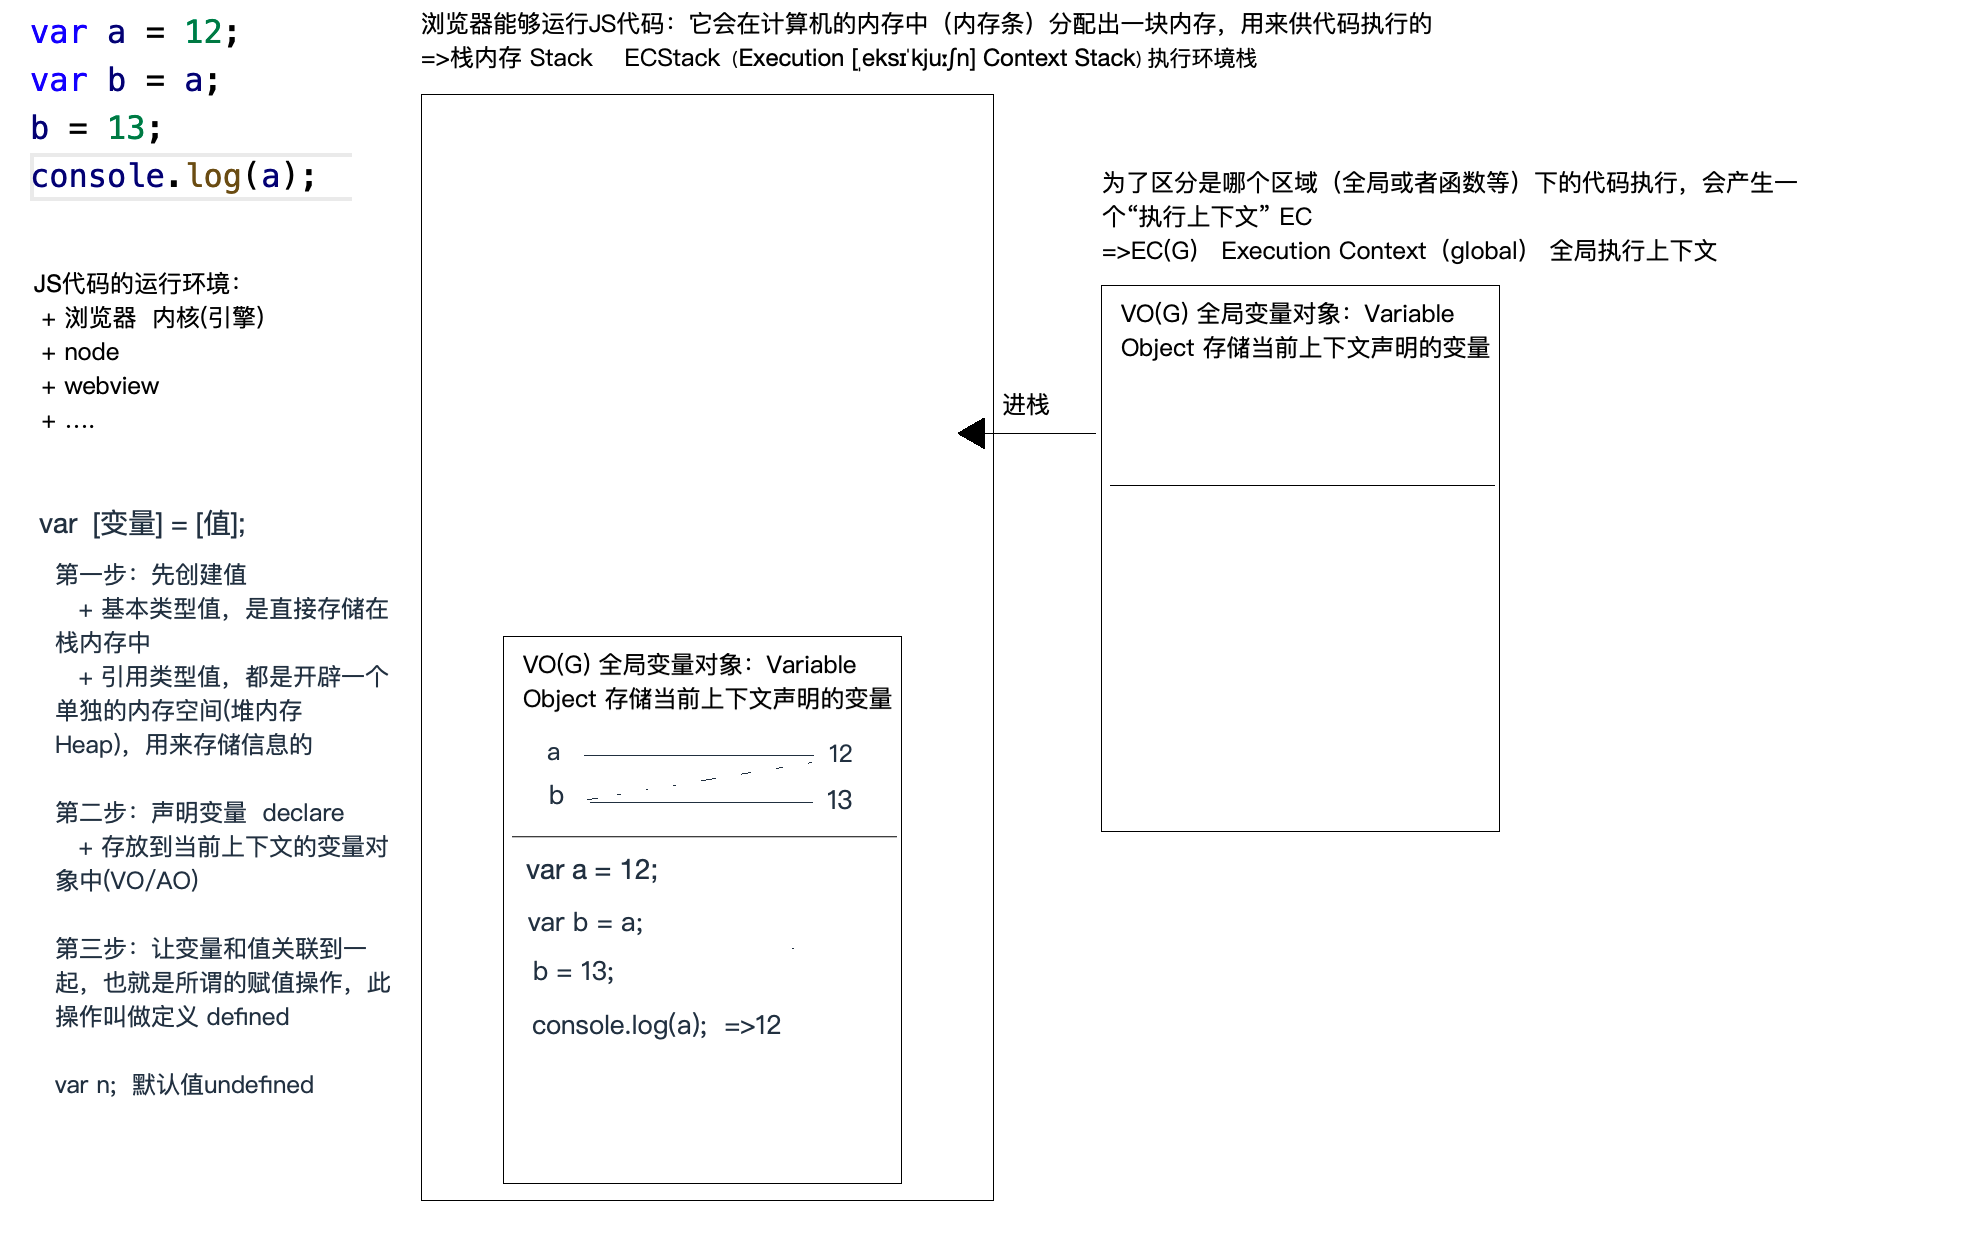 var a = 12;
var b = a;
b = 13;
console.log(a);
JS代码的运行环境：
+ 浏览器 内核(引擎)
+ node
+ webview
+ ....
var [变量] = [值];
第一步：先创建值
+ 基本类型值，是直接存储在
栈内存中
+ 引用类型值，都是开辟一个
单独的内存空间(堆内存
Heap)，用来存储信息的
第二步：声明变量 declare
+ 存放到当前上下文的变量对
象中(VO/AO)
第三步：让变量和值关联到一
起，也就是所谓的赋值操作，此
操作叫做定义 defined
var n; 默认值undefined
浏览器能够运行JS代码：它会在计算机的内存中（内存条）分配出一块内存，用来供代码执行的
=>栈内存 Stack ECStack（Execution [ˌeksɪˈkjuːʃn] Context Stack）执行环境栈
VO(G) 全局变量对象：Variable
Object 存储当前上下文声明的变量
a 12
b 13
var a = 12;
var b = a;
b = 13;
console.log(a); =>12
进栈
为了区分是哪个区域（全局或者函数等）下的代码执行，会产生一
个“执行上下文” EC
=>EC(G) Execution Context（global） 全局执行上下文
VO(G) 全局变量对象：Variable
Object 存储当前上下文声明的变量